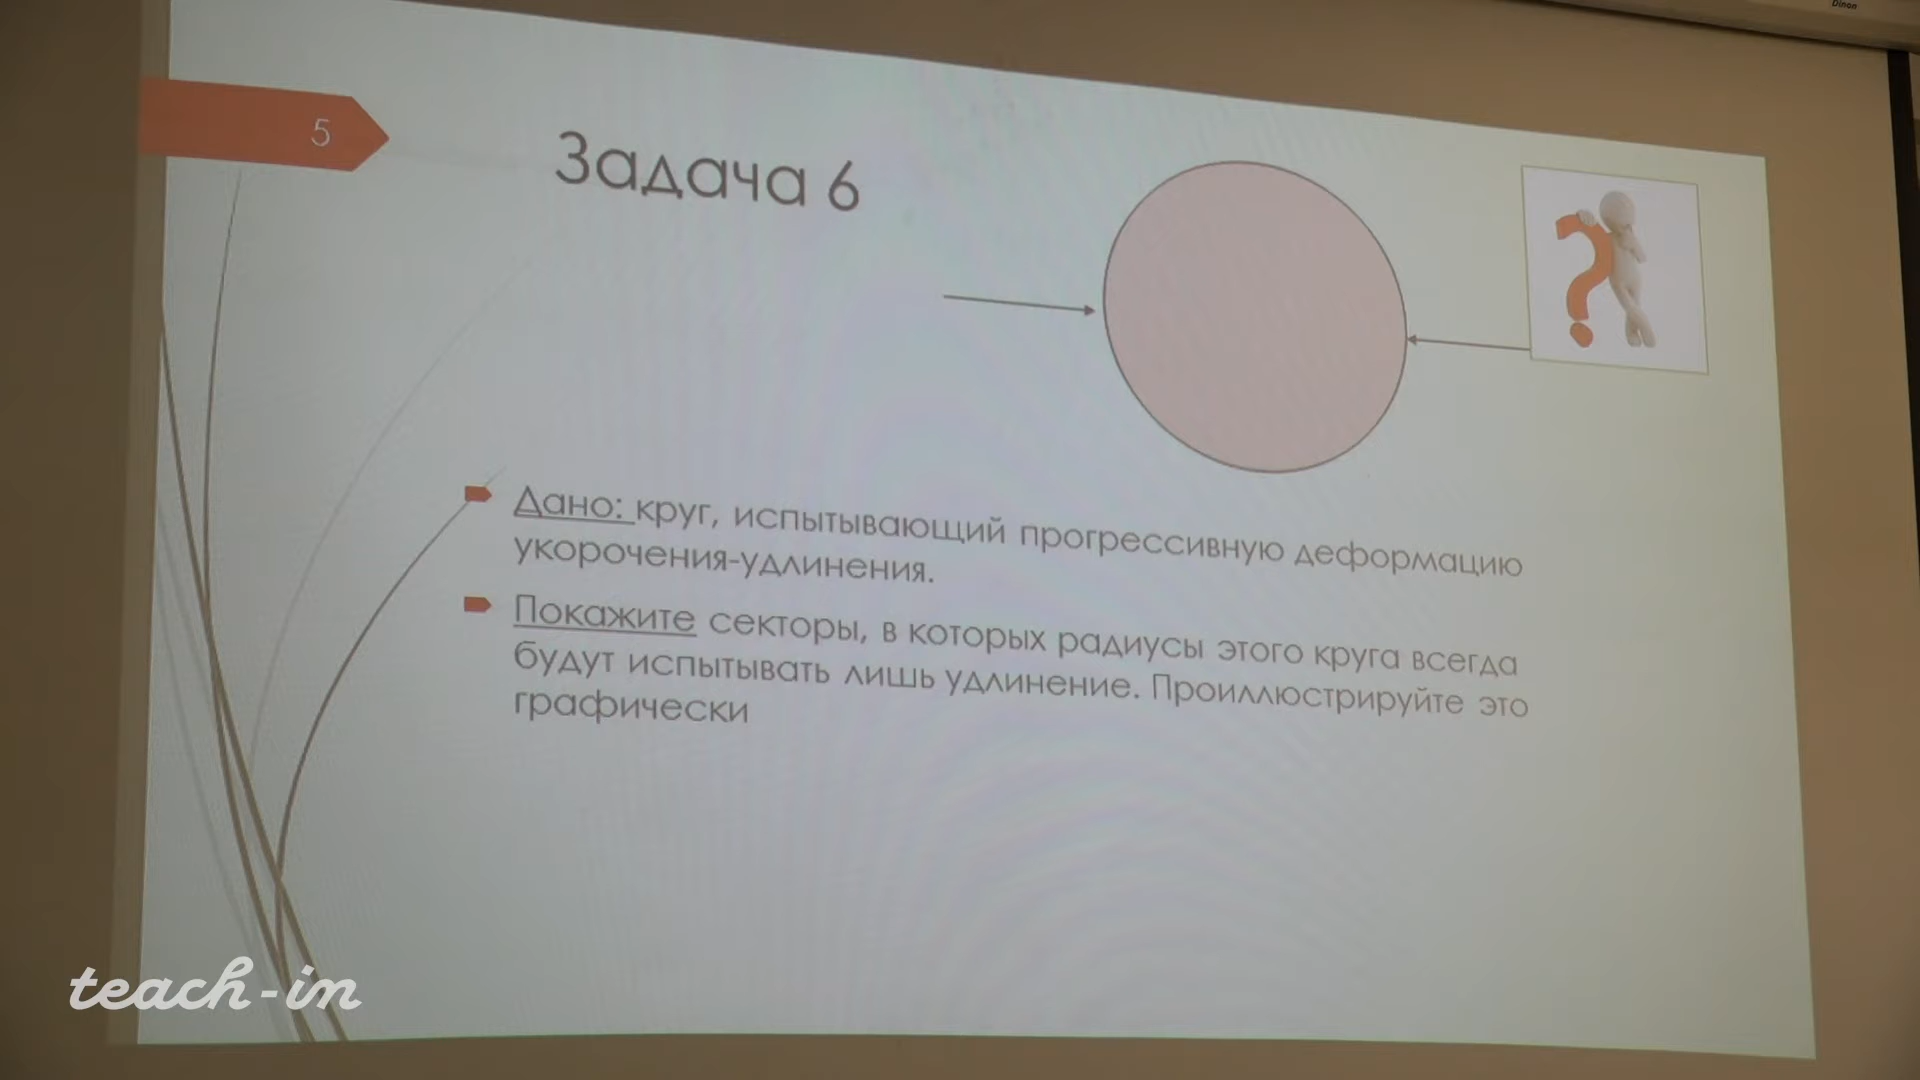 Dinon
5
Задача 6
Дано: круг, испытывающий прогрессивную деформацию
укорочения-удлинения.
Покажите секторы, в которых радиусы этого круга всегда
будут испытывать лишь удлинение. Проиллюстрируйте это
графически
teach-in